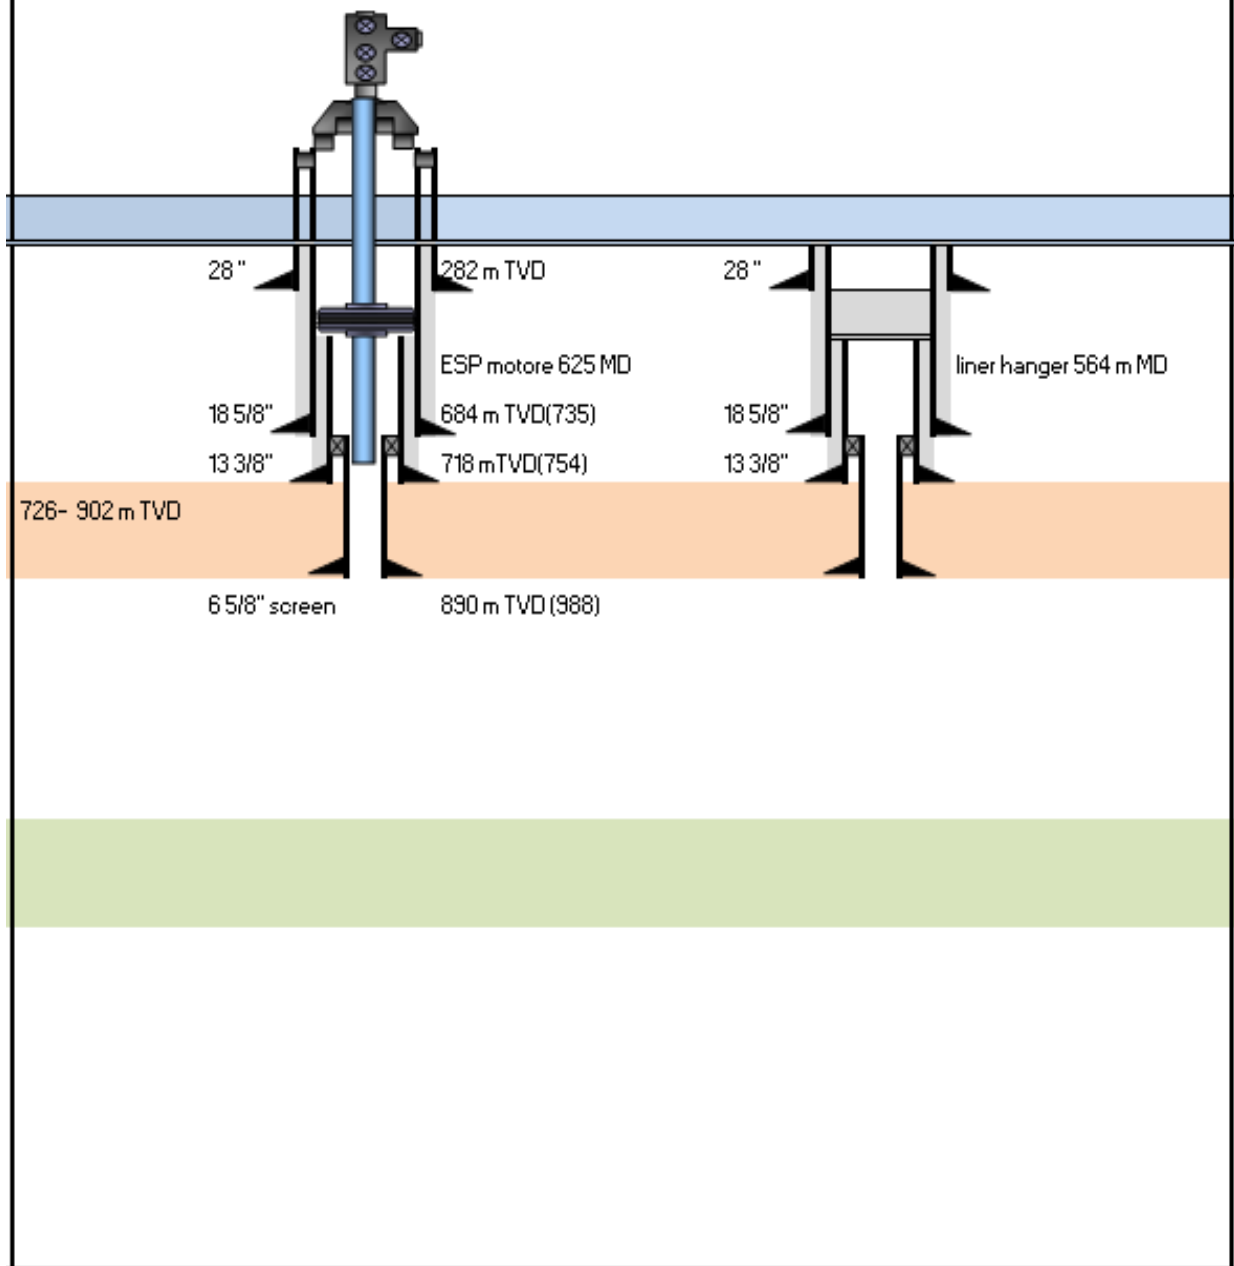 28 "
282 m TVD
28 "
ESP motore 625 MD
liner hanger 564 m MD
18 5/8"
684 m TVD(735)
18 5/8"
13 3/8"
718 mTVD(754)
13 3/8"
726- 902 m TVD
6 5/8" screen
890 m TVD (988)